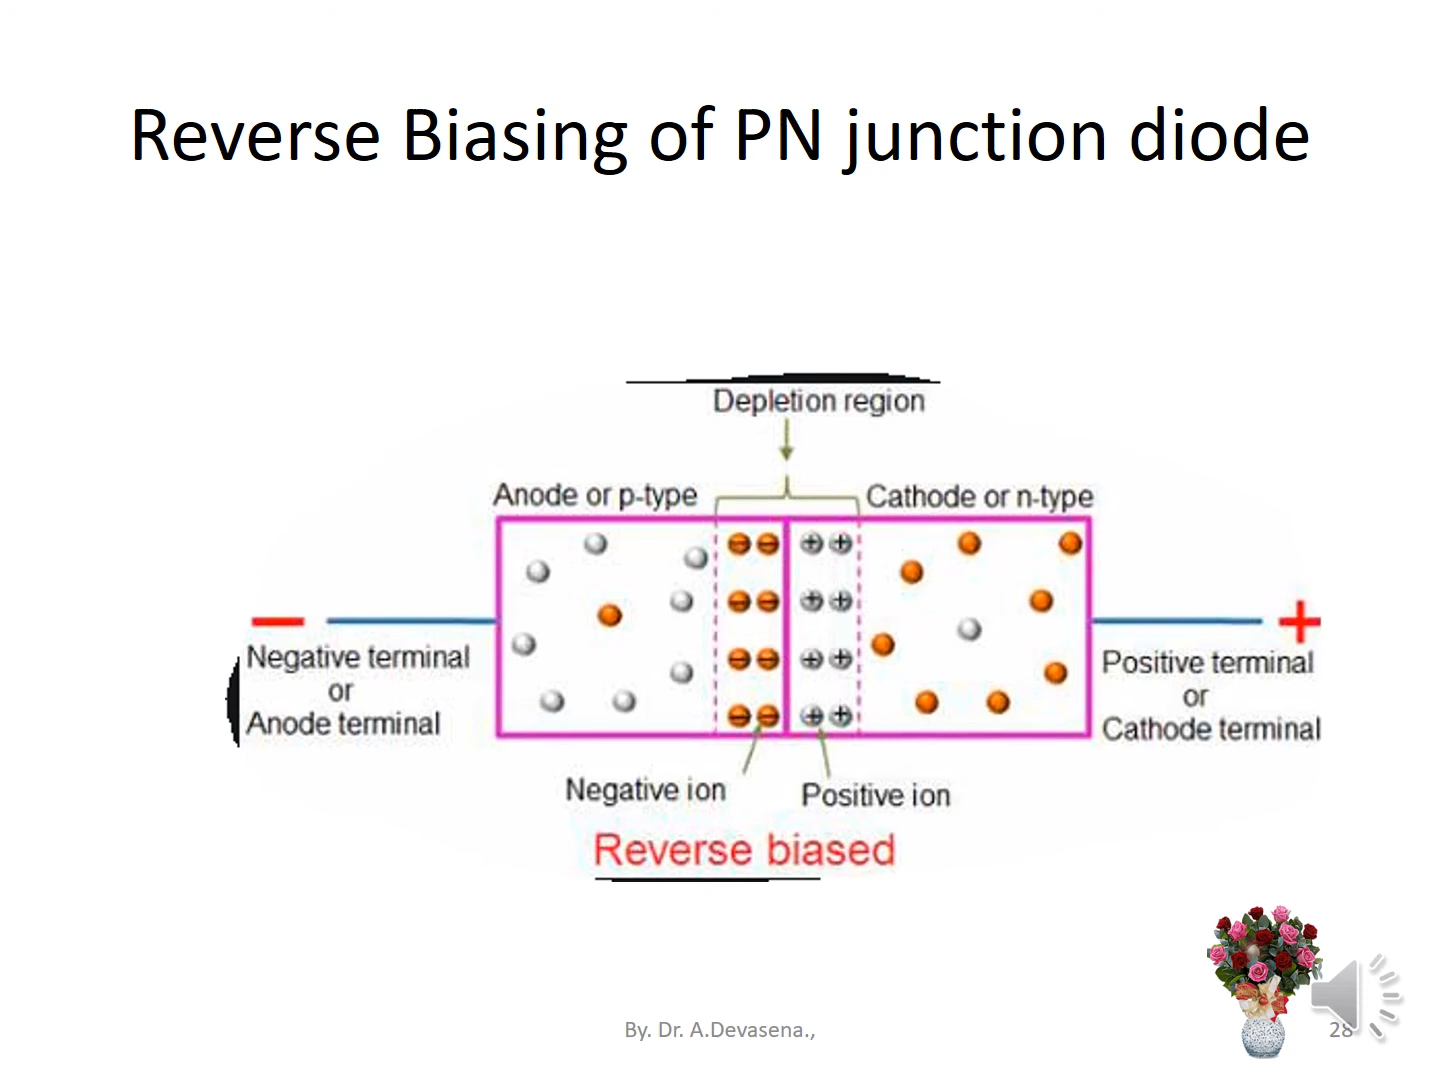 Reverse Biasing of PN junction diode
Depletion region
Anode or p-type
Cathode or n-type
Negative terminal
or
Anode terminal
Positive terminal
or
Cathode terminal
Negative ion
Positive ion
Reverse biased
By. Dr. A.Devasena.,
28